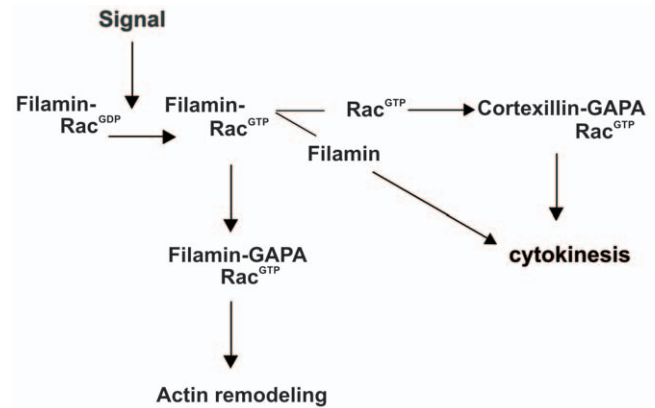 Signal
Filamin-
Rac^GDP
Filamin-
Rac^GTP
Rac^GTP
Filamin
Cortexillin-GAPA
Rac^GTP
Filamin-GAPA
Rac^GTP
cytokinesis
Actin remodeling